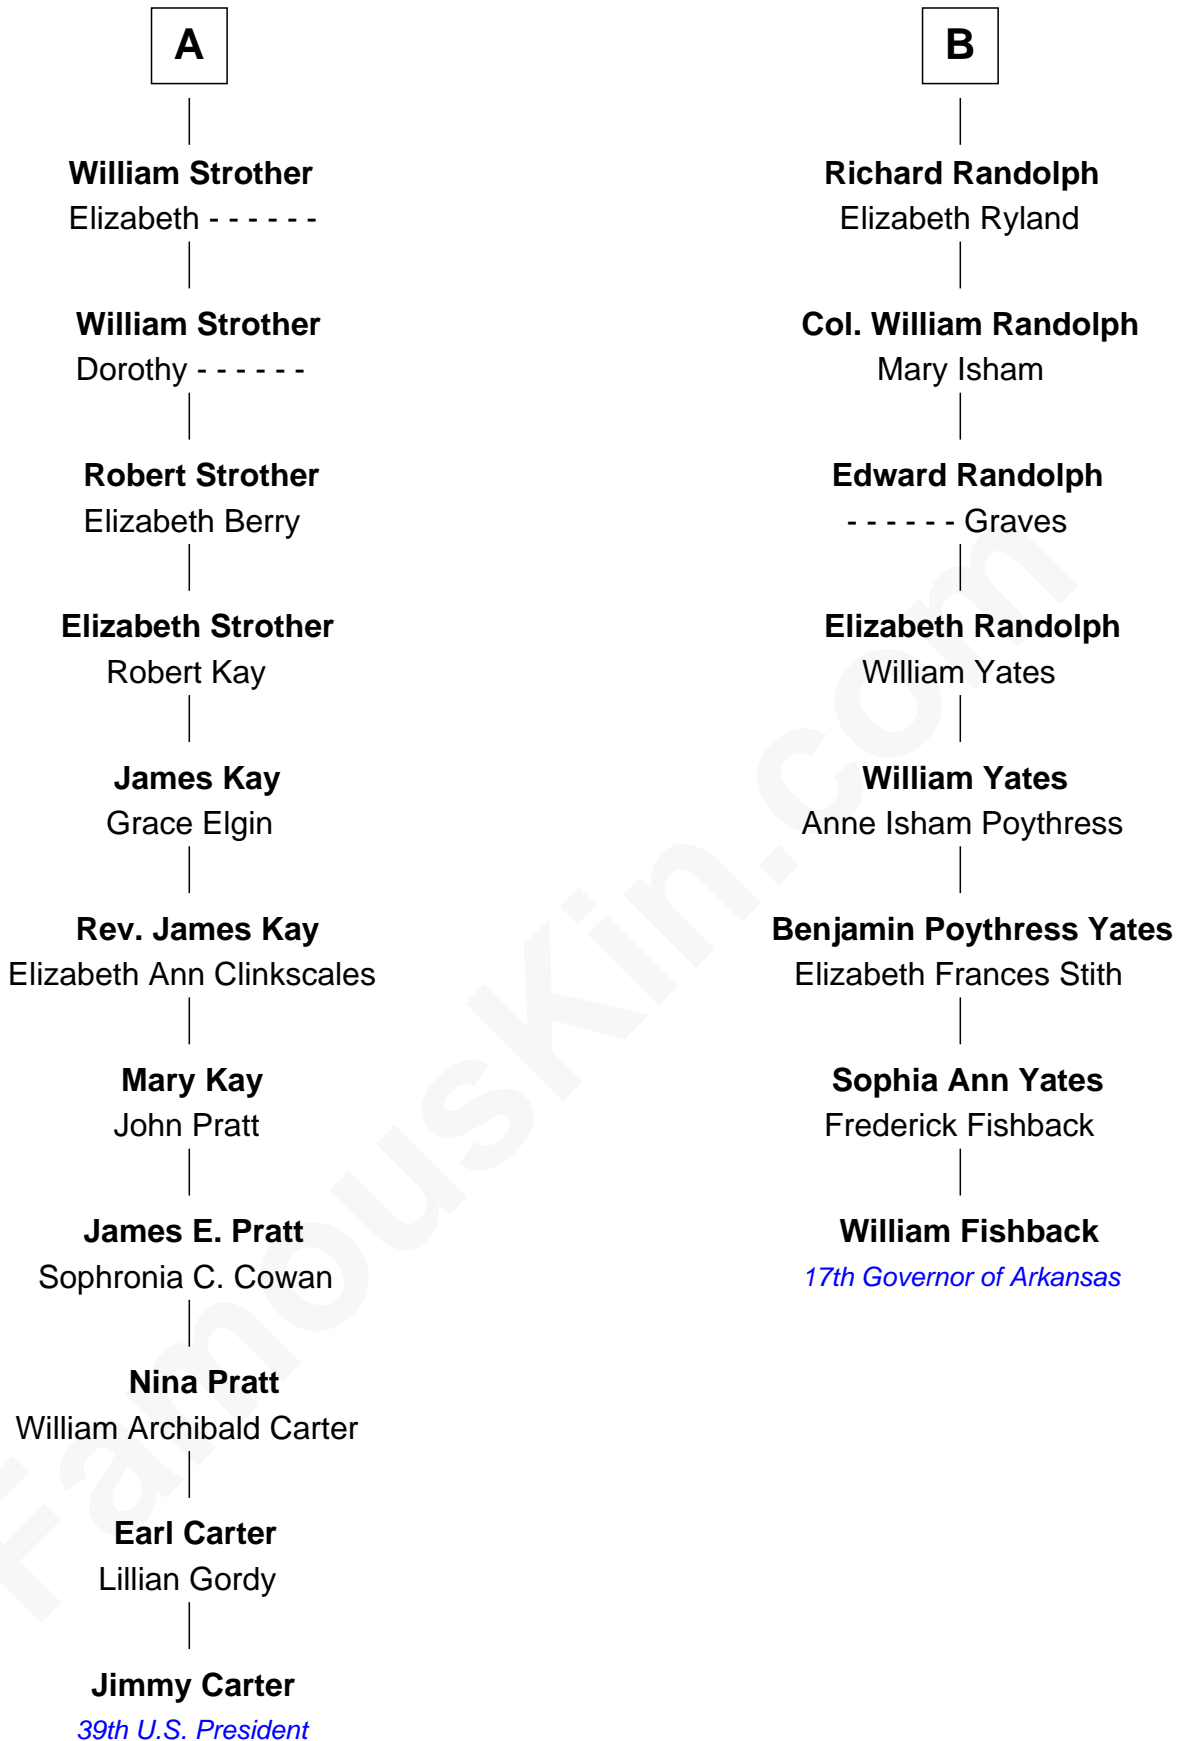 A
William Strother
Elizabeth - - - - - -
William Strother
Dorothy - - - - - -
Robert Strother
Elizabeth Berry
Elizabeth Strother
Robert Kay
James Kay
Grace Elgin
Rev. James Kay
Elizabeth Ann Clinkscales
Mary Kay
John Pratt
James E. Pratt
Sophronia C. Cowan
Nina Pratt
William Archibald Carter
Earl Carter
Lillian Gordy
Jimmy Carter
39th U.S. President
B
Richard Randolph
Elizabeth Ryland
Col. William Randolph
Mary Isham
Edward Randolph
- - - - - - Graves
Elizabeth Randolph
William Yates
William Yates
Anne Isham Poythress
Benjamin Poythress Yates
Elizabeth Frances Stith
Sophia Ann Yates
Frederick Fishback
William Fishback
17th Governor of Arkansas
FamousKin.com